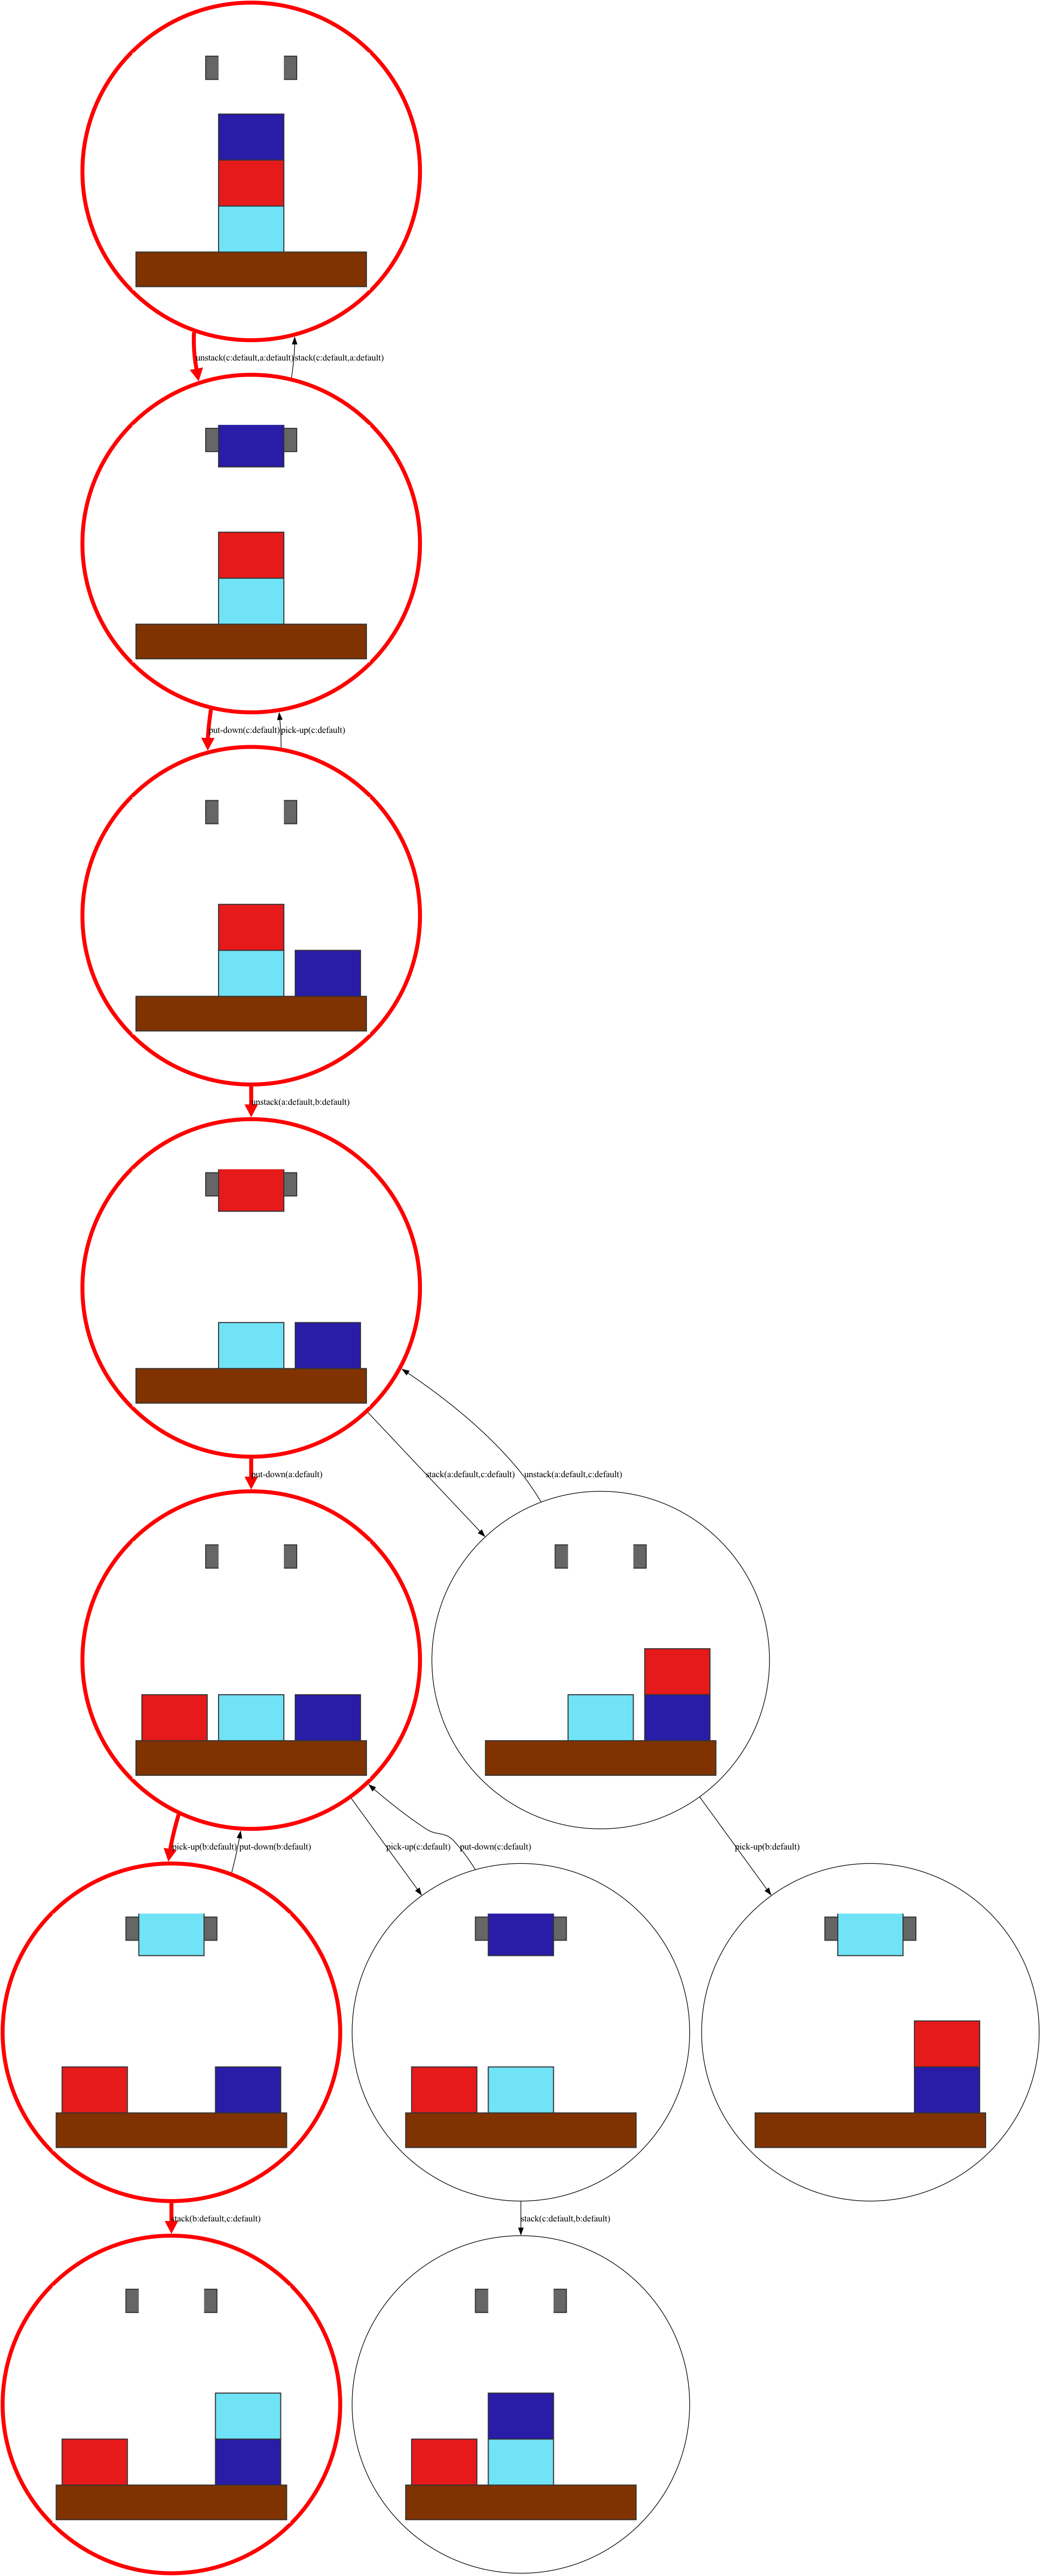 unstack(c:default,a:default)
stack(c:default,a:default)
put-down(c:default)
pick-up(c:default)
unstack(a:default,b:default)
put-down(a:default)
stack(a:default,c:default)
unstack(a:default,c:default)
pick-up(b:default)
put-down(b:default)
pick-up(c:default)
put-down(c:default)
pick-up(b:default)
stack(b:default,c:default)
stack(c:default,b:default)